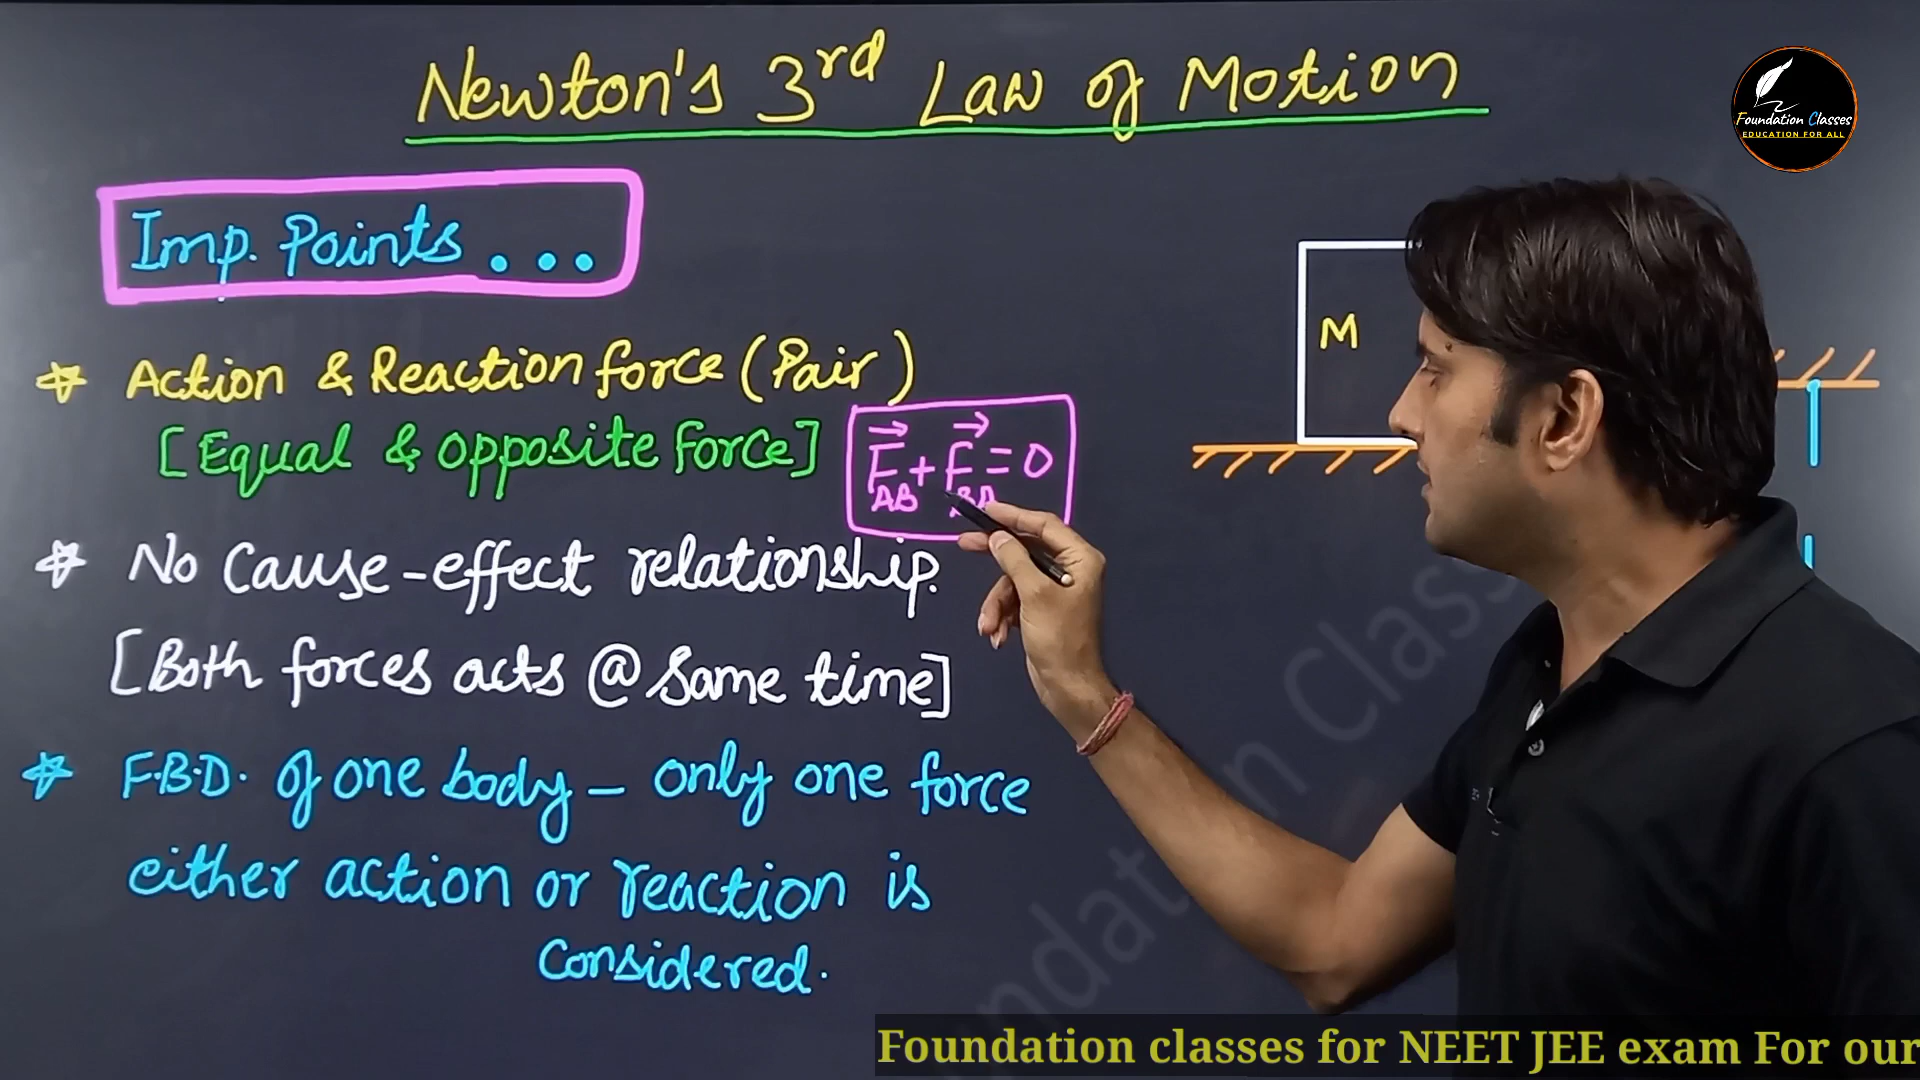 Newton's 3rd Law of Motion
Foundation Classes
EDUCATION FOR ALL
Imp. Points ...
M
Action & Reaction force (Pair)
[Equal & opposite force]
F + F = 0
AB BA
No Cause-effect relationship.
[Both forces acts @ Same time]
F.B.D. of one body – only one force
either action or reaction is
Considered.
Foundation classes for NEET JEE exam For our